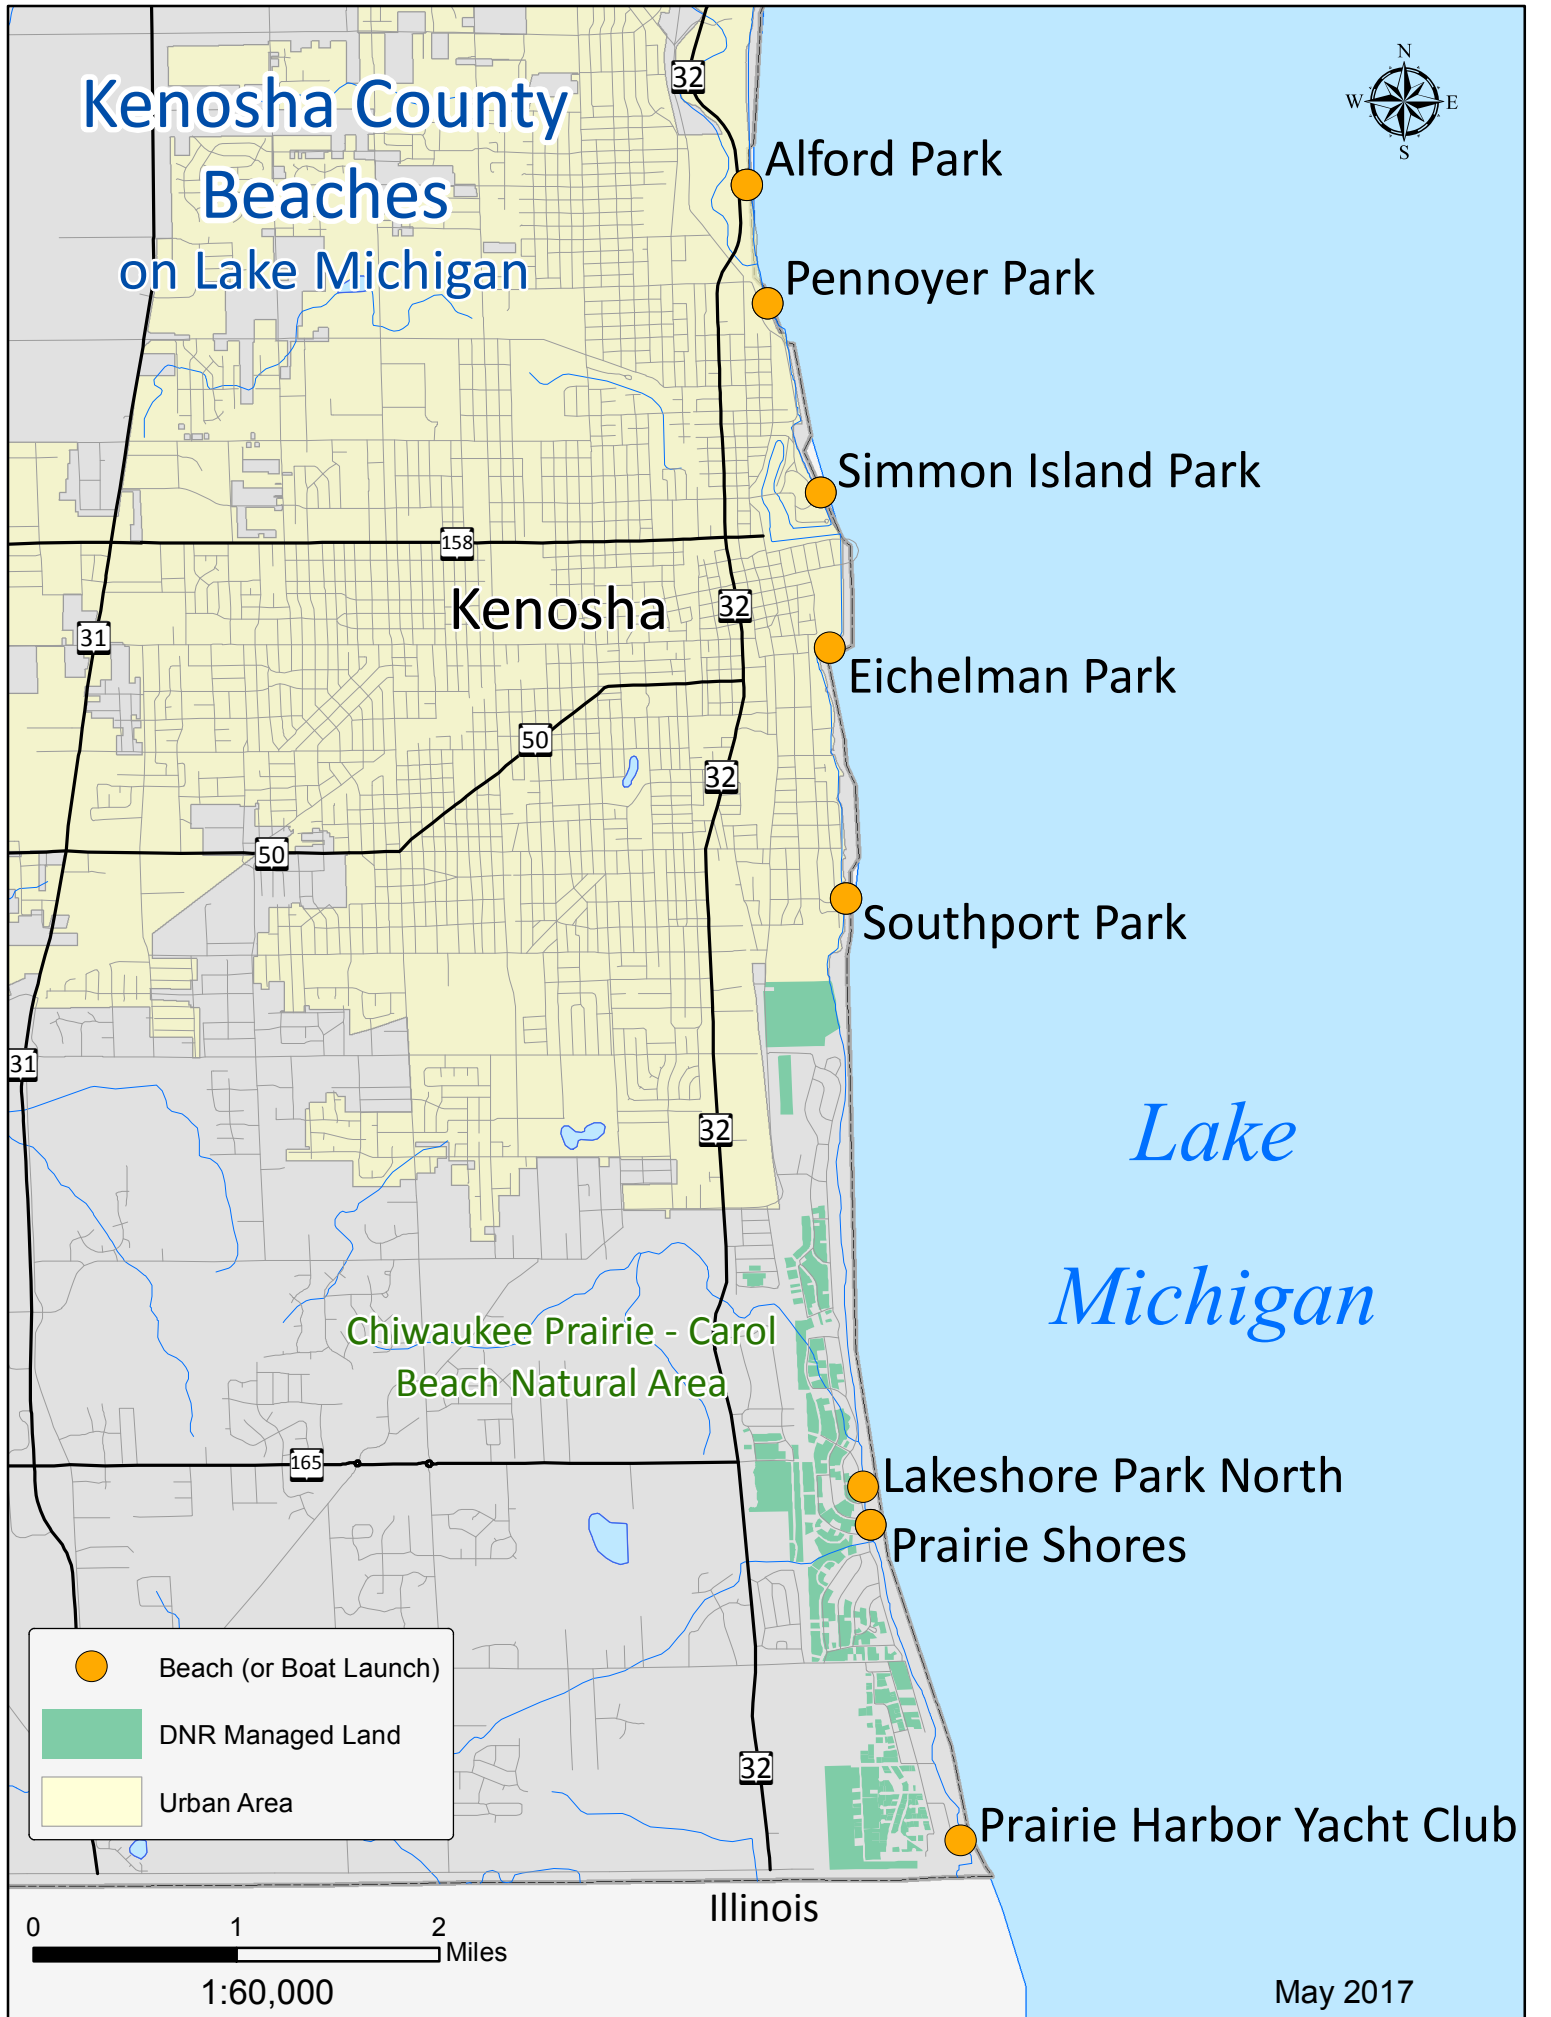 Kenosha County
Beaches
on Lake Michigan
N
W E
S
32
Alford Park
Pennoyer Park
Simmon Island Park
158
Kenosha
32
31
Eichelman Park
50
32
50
Southport Park
31
32
Lake
Michigan
Chiwaukee Prairie - Carol
Beach Natural Area
165
Lakeshore Park North
Prairie Shores
Beach (or Boat Launch)
DNR Managed Land
Urban Area
32
Prairie Harbor Yacht Club
Illinois
0 1 2
Miles
1:60,000
May 2017